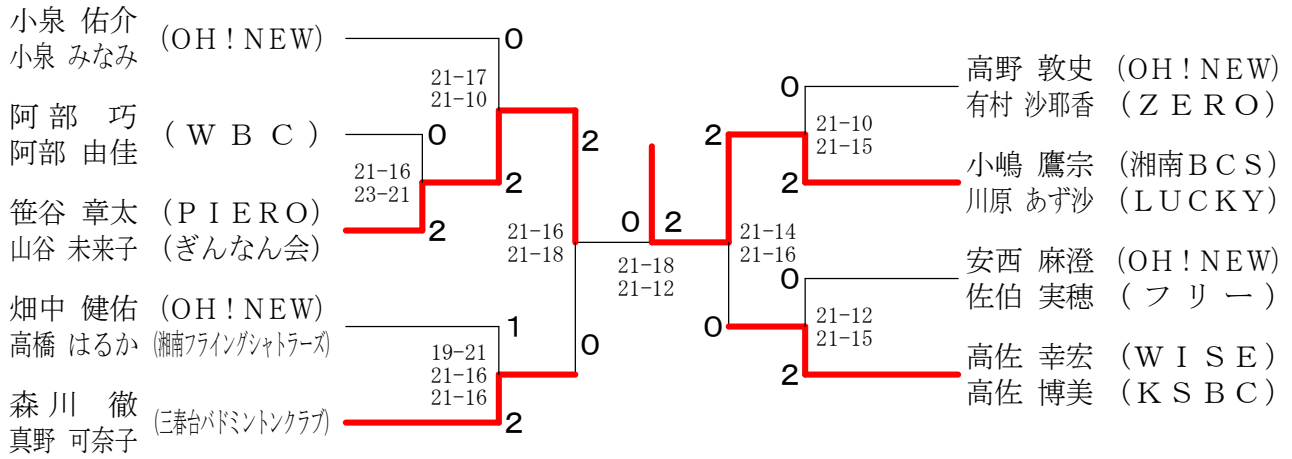 小泉 佑介 (OH!NEW)
小泉 みなみ
0
21-17
21-10
阿部 巧 (WBC)
阿部 由佳
0
21-16
23-21
2
笹谷 章太 (PIERO)
山谷 未来子 (ぎんなん会)
2
2
21-16
21-18
畑中 健佑 (OH!NEW)
高橋 はるか (湘南フライングシャトラーズ)
1
19-21
21-16
21-16
0
森川 徹 (三春台バドミントンクラブ)
真野 可奈子
2
0 2
21-18
21-12
高野 敦史 (OH!NEW)
有村 沙耶香 (ZERO)
0
21-10
21-15
2
小嶋 鷹宗 (湘南BCS)
川原 あず沙 (LUCKY)
2
21-14
21-16
安西 麻澄 (OH!NEW)
佐伯 実穂 (フリー)
0
21-12
21-15
0
高佐 幸宏 (WISE)
高佐 博美 (KSBC)
2